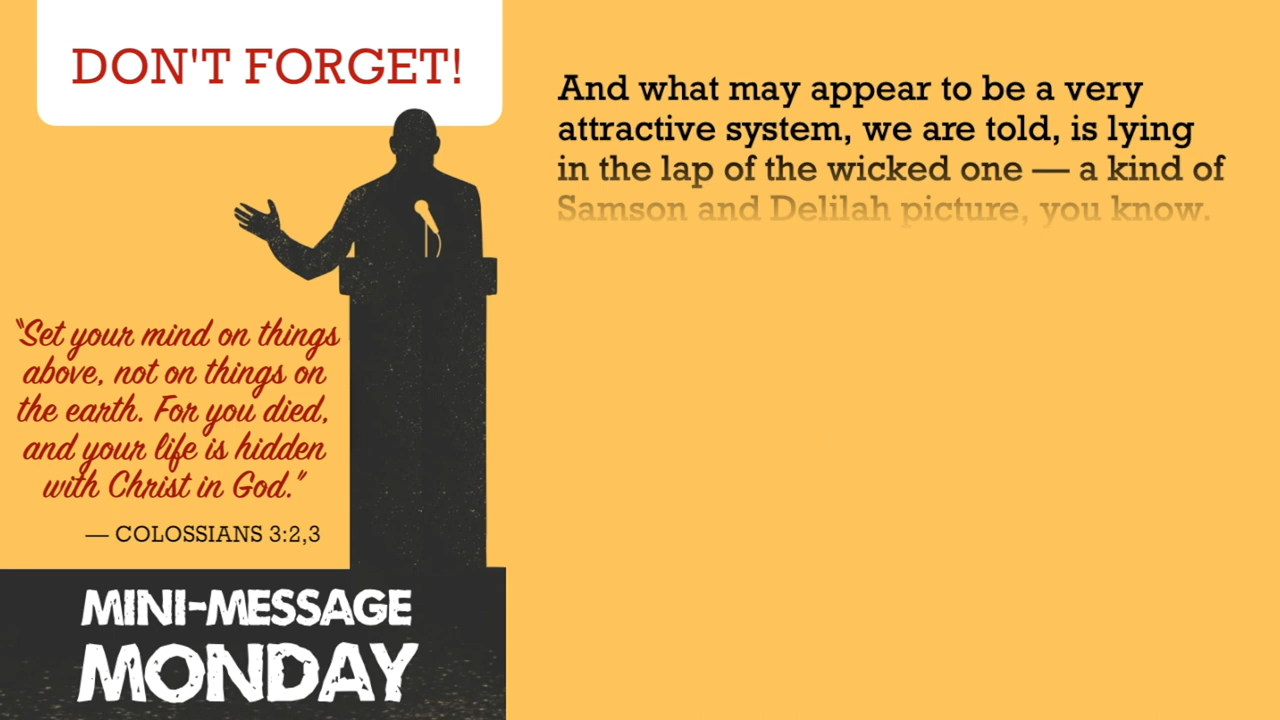 DON'T FORGET!
And what may appear to be a very
attractive system, we are told, is lying
in the lap of the wicked one — a kind of
Samson and Delilah picture, you know.
"Set your mind on things
above, not on things on
the earth. For you died,
and your life is hidden
with Christ in God."
— COLOSSIANS 3:2,3
MINI-MESSAGE
MONDAY